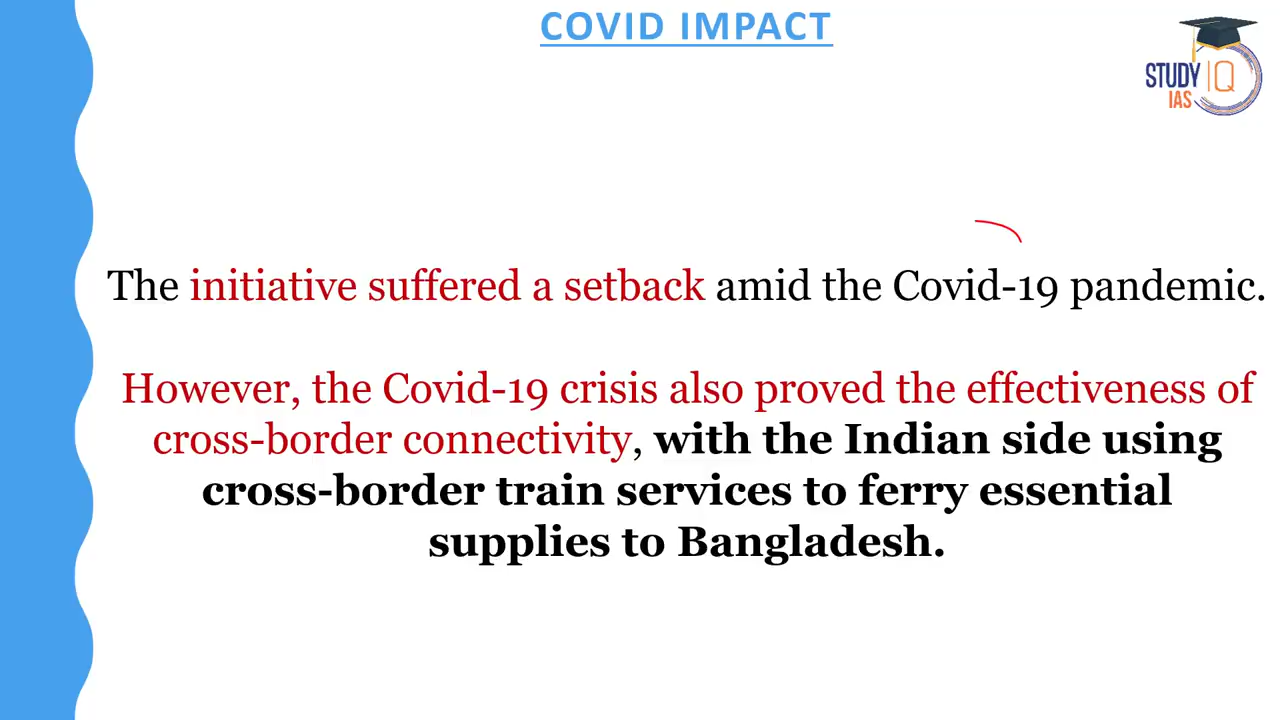 COVID IMPACT
STUDY IQ
IAS
The initiative suffered a setback amid the Covid-19 pandemic.
However, the Covid-19 crisis also proved the effectiveness of
cross-border connectivity, with the Indian side using
cross-border train services to ferry essential
supplies to Bangladesh.